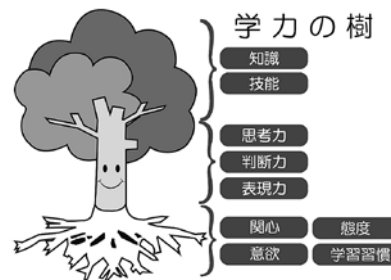 学力の樹
知識
技能
思考力
判断力
表現力
関心 態度
意欲 学習習慣